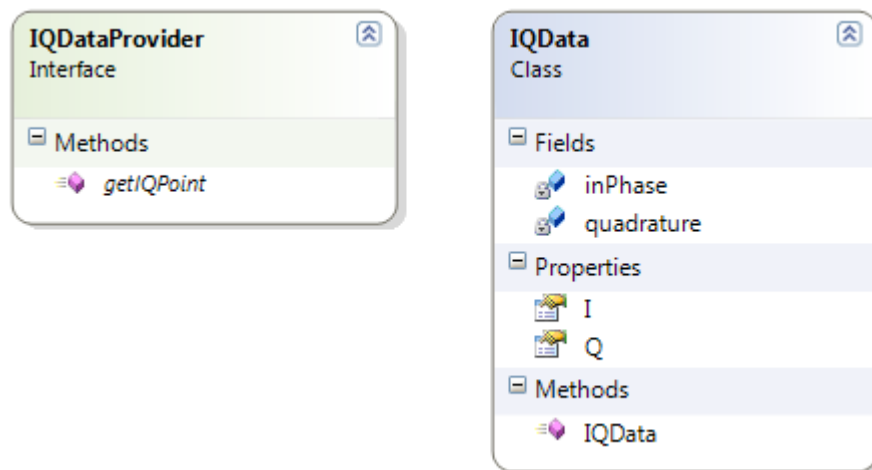 IQDataProvider
Interface
Methods
getIQPoint
IQData
Class
Fields
inPhase
quadrature
Properties
I
Q
Methods
IQData